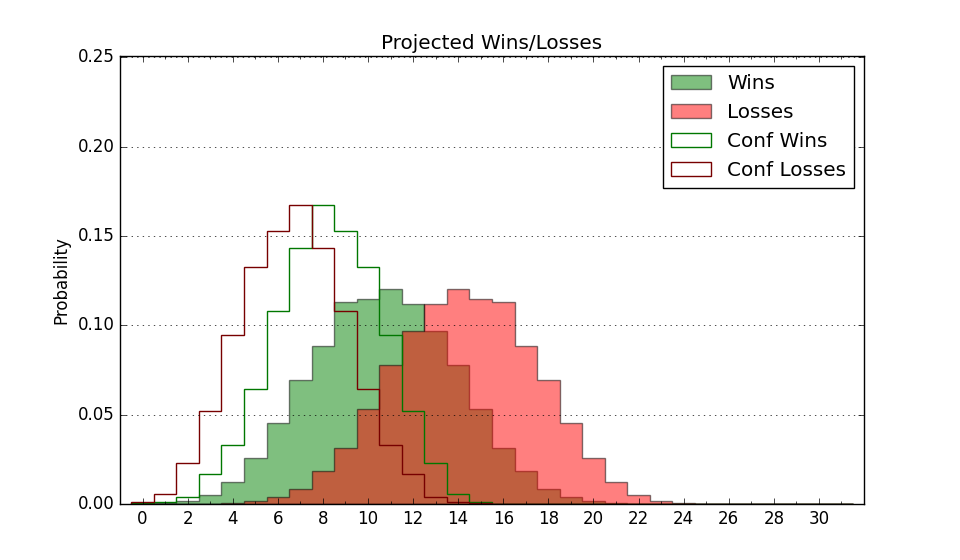 Projected Wins/Losses
0.25
0.20
0.15
0.10
0.05
0.00
Probability
Wins
Losses
Conf Wins
Conf Losses
0 2 4 6 8 10 12 14 16 18 20 22 24 26 28 30